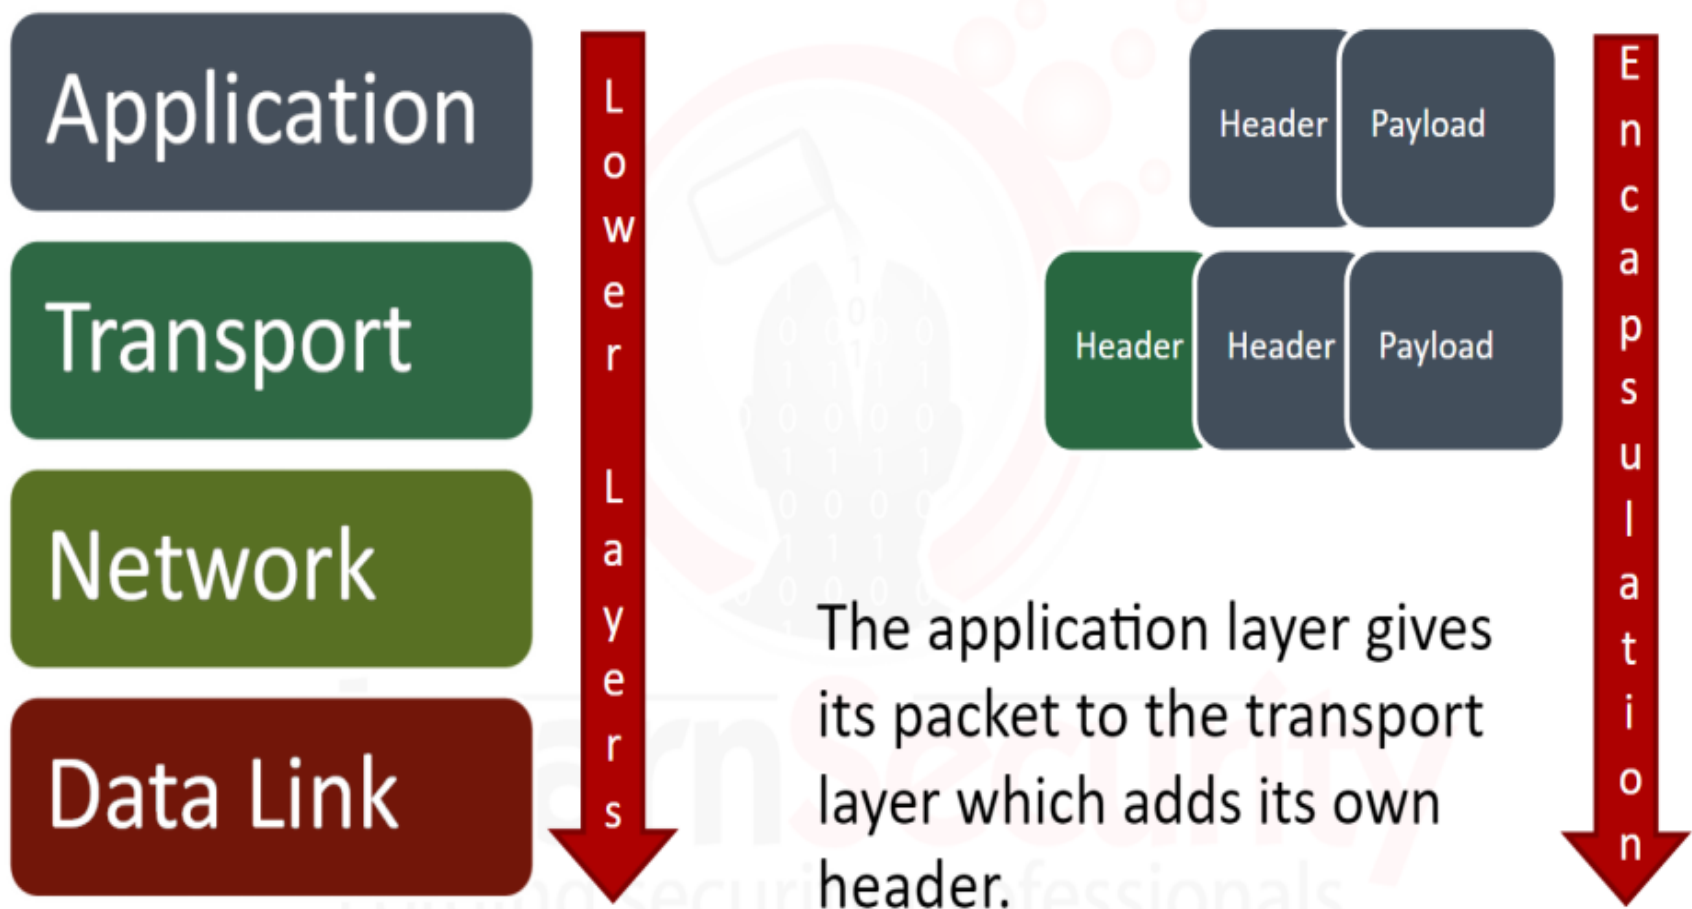 Application
Transport
Network
Data Link
Lower Layers
Header Payload
Header Header Payload
Encapsulation
The application layer gives
its packet to the transport
layer which adds its own
header.